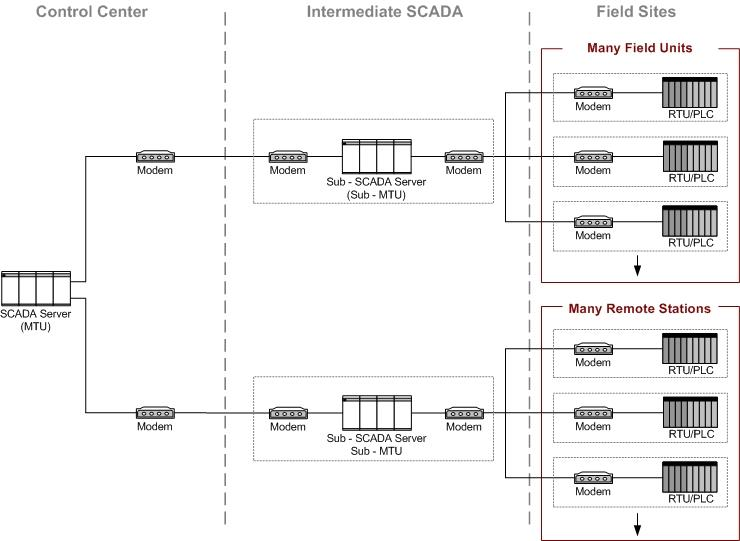 Control Center
Intermediate SCADA
Field Sites
Many Field Units
Modem
RTU/PLC
Modem
Modem
Sub - SCADA Server
(Sub - MTU)
Modem
Modem
RTU/PLC
Modem
RTU/PLC
SCADA Server
(MTU)
Many Remote Stations
Modem
RTU/PLC
Modem
Modem
Sub - SCADA Server
Sub - MTU
Modem
Modem
RTU/PLC
Modem
RTU/PLC